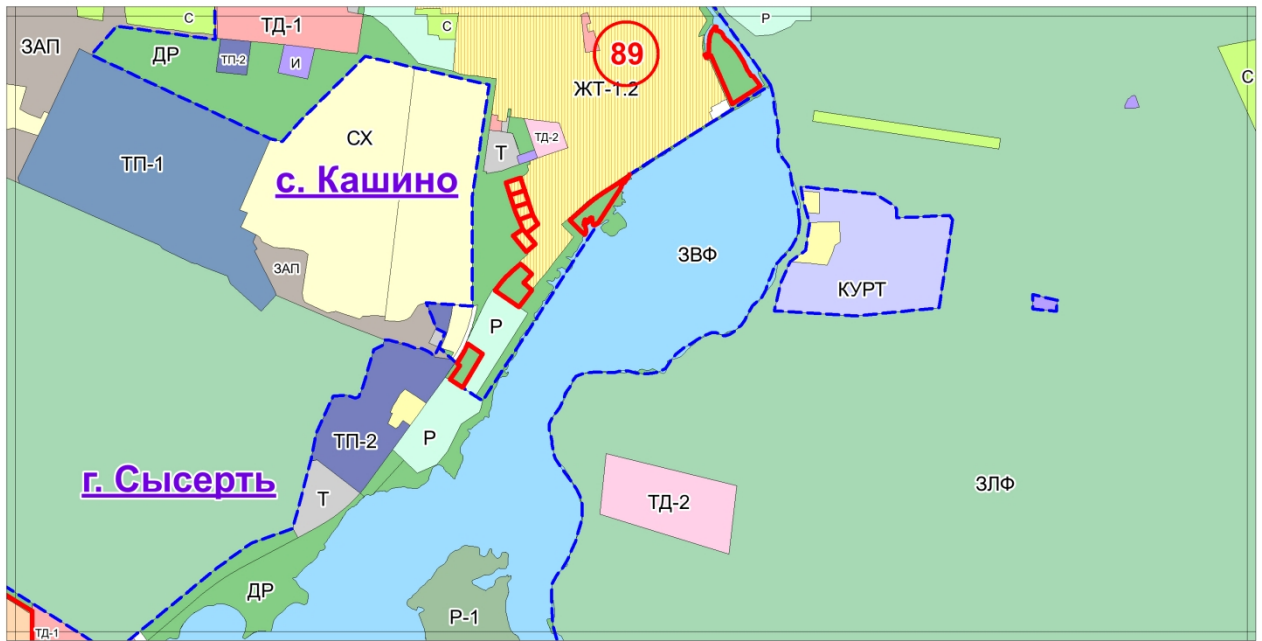 С
ТД-1
С
Р
ЗАП
ДР
ТП-2
И
89
С
ЖТ-1.2
СХ
ТД-2
Т
ТП-1
с. Кашино
ЗВФ
ЗАП
КУРТ
Р
Р
ТП-2
г. Сысерть
Т
ТД-2
ЗЛФ
ДР
Р-1
ТД-1